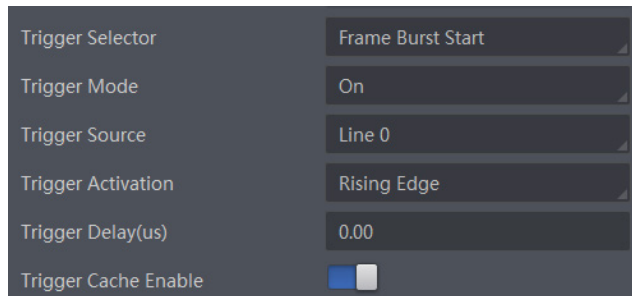 Trigger Selector Frame Burst Start
Trigger Mode On
Trigger Source Line 0
Trigger Activation Rising Edge
Trigger Delay(us) 0.00
Trigger Cache Enable